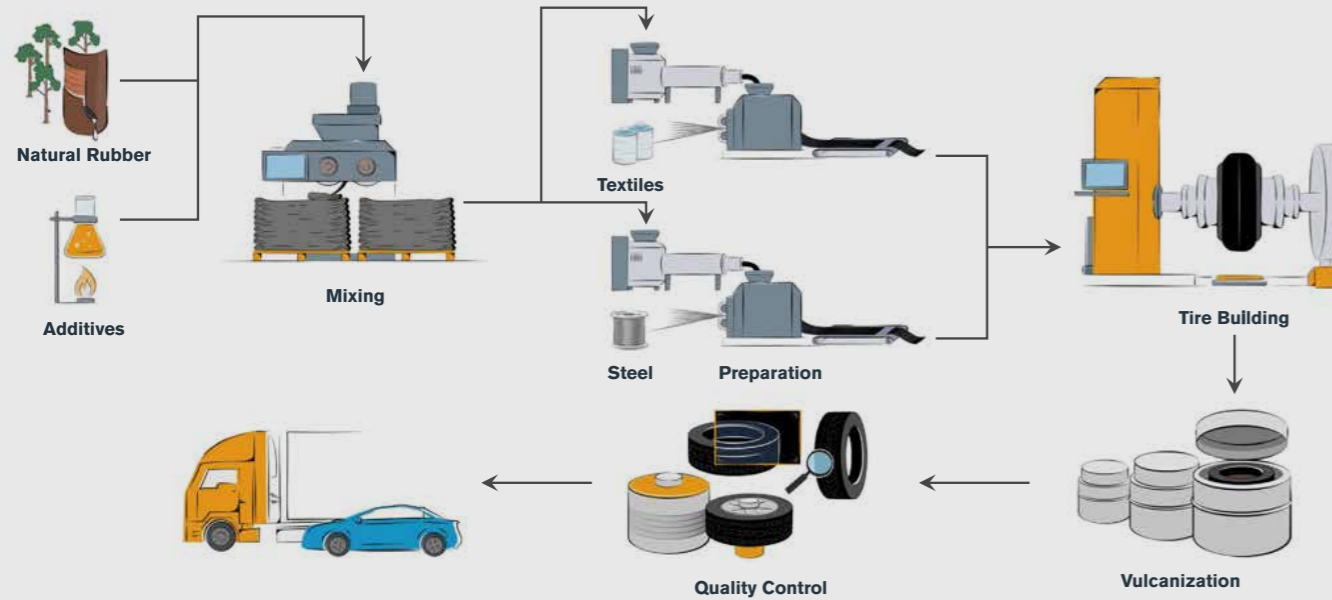 Natural Rubber
Additives
Mixing
Textiles
Steel
Preparation
Tire Building
Vulcanization
Quality Control